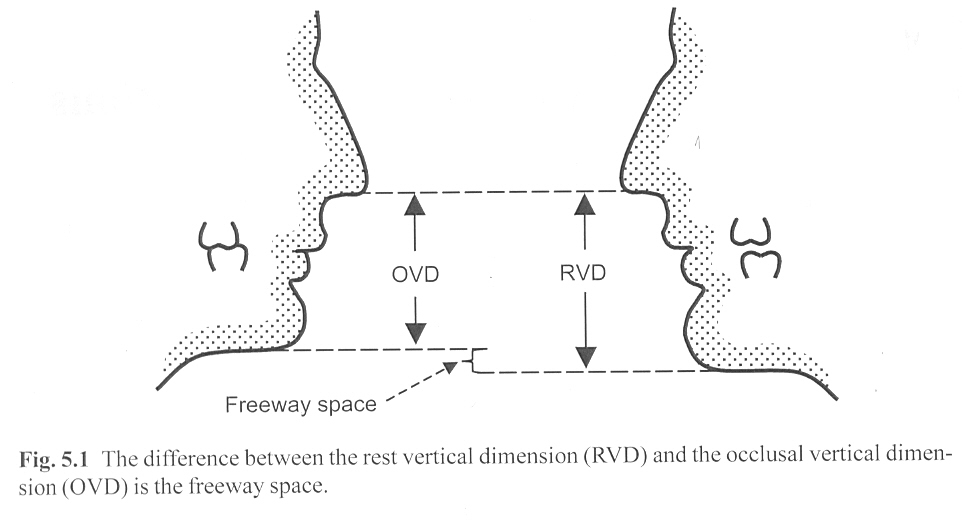 OVD
RVD
Freeway space
Fig. 5.1 The difference between the rest vertical dimension (RVD) and the occlusal vertical dimen-
sion (OVD) is the freeway space.